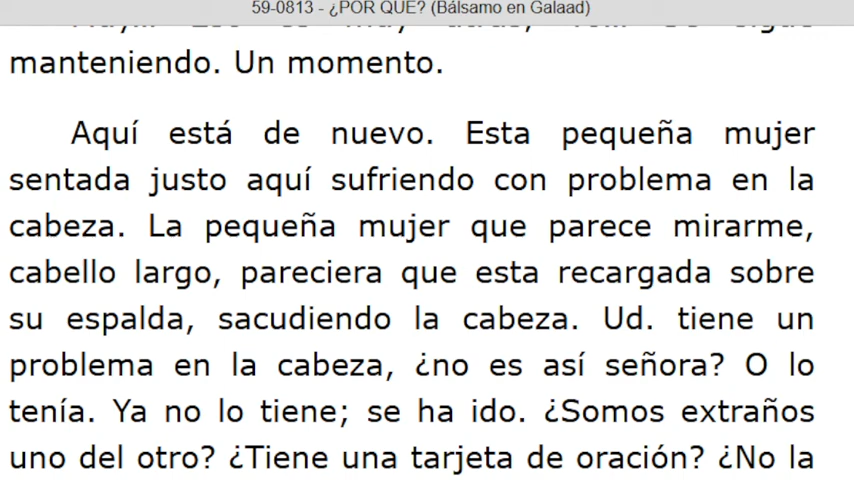 59-0813 - ¿POR QUE? (Bálsamo en Galaad)
manteniendo. Un momento.
Aquí está de nuevo. Esta pequeña mujer
sentada justo aquí sufriendo con problema en la
cabeza. La pequeña mujer que parece mirarme,
cabello largo, pareciera que esta recargada sobre
su espalda, sacudiendo la cabeza. Ud. tiene un
problema en la cabeza, ¿no es así señora? O lo
tenía. Ya no lo tiene; se ha ido. ¿Somos extraños
uno del otro? ¿Tiene una tarjeta de oración? ¿No la